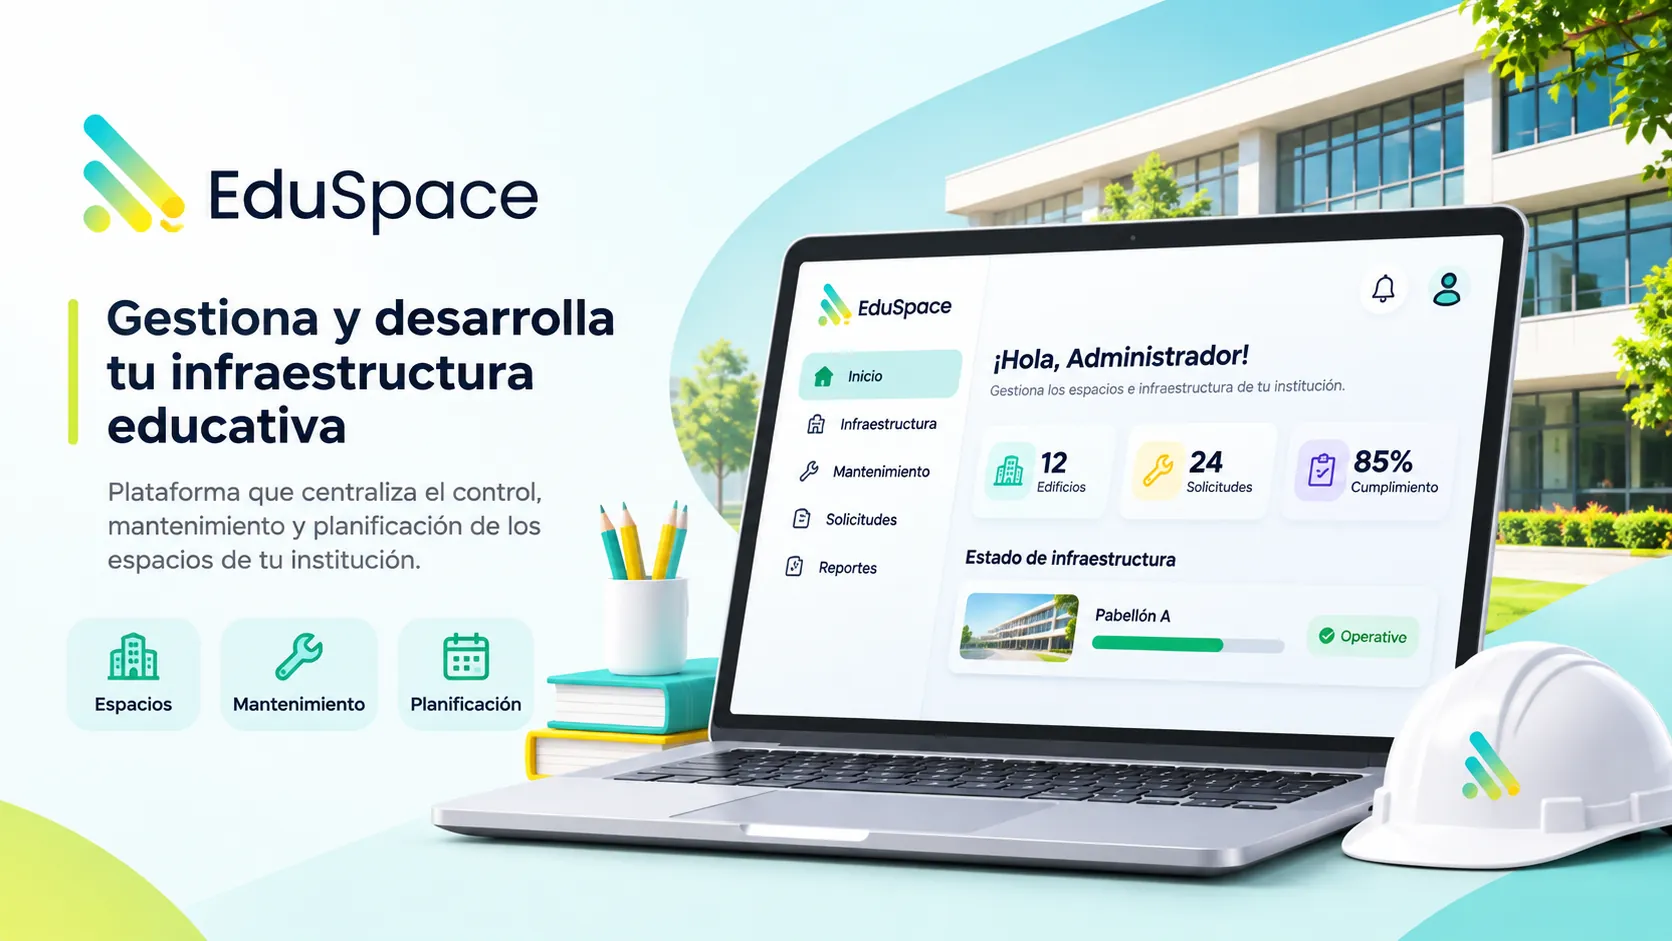 EduSpace
Gestiona y desarrolla
tu infraestructura
educativa
Plataforma que centraliza el control,
mantenimiento y planificación de los
espacios de tu institución.
Espacios
Mantenimiento
Planificación
EduSpace
Inicio
Infraestructura
Mantenimiento
Solicitudes
Reportes
¡Hola, Administrador!
Gestiona los espacios e infraestructura de tu institución.
12
Edificios
24
Solicitudes
85%
Cumplimiento
Estado de infraestructura
Pabellón A
Operative